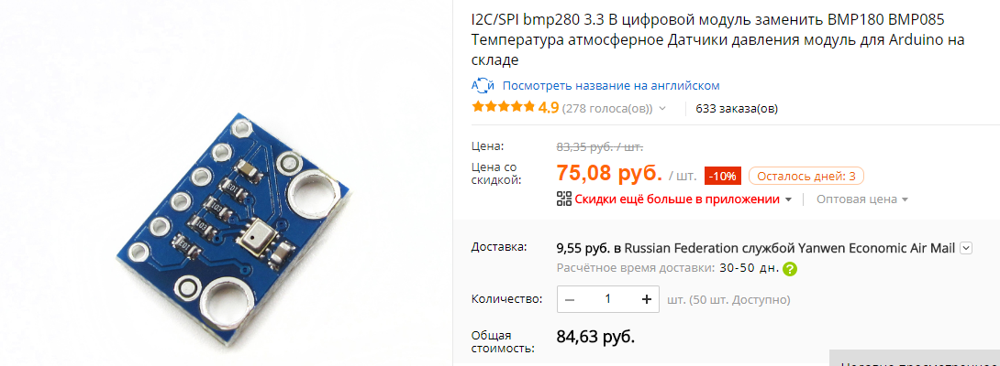 I2C/SPI bmp280 3.3 В цифровой модуль заменить BMP180 BMP085
Температура атмосферное Датчики давления модуль для Arduino на
складе
Посмотреть название на английском
4.9 (278 голоса(ов)) 633 заказа(ов)
Цена: 83,35 руб. / шт.
Цена со
скидкой: 75,08 руб. / шт. -10% Осталось дней: 3
Скидки ещё больше в приложении Оптовая цена
Доставка: 9,55 руб. в Russian Federation службой Yanwen Economic Air Mail
Расчётное время доставки: 30-50 дн. ?
Количество: − 1 + шт. (50 шт. Доступно)
Общая
стоимость: 84,63 руб.